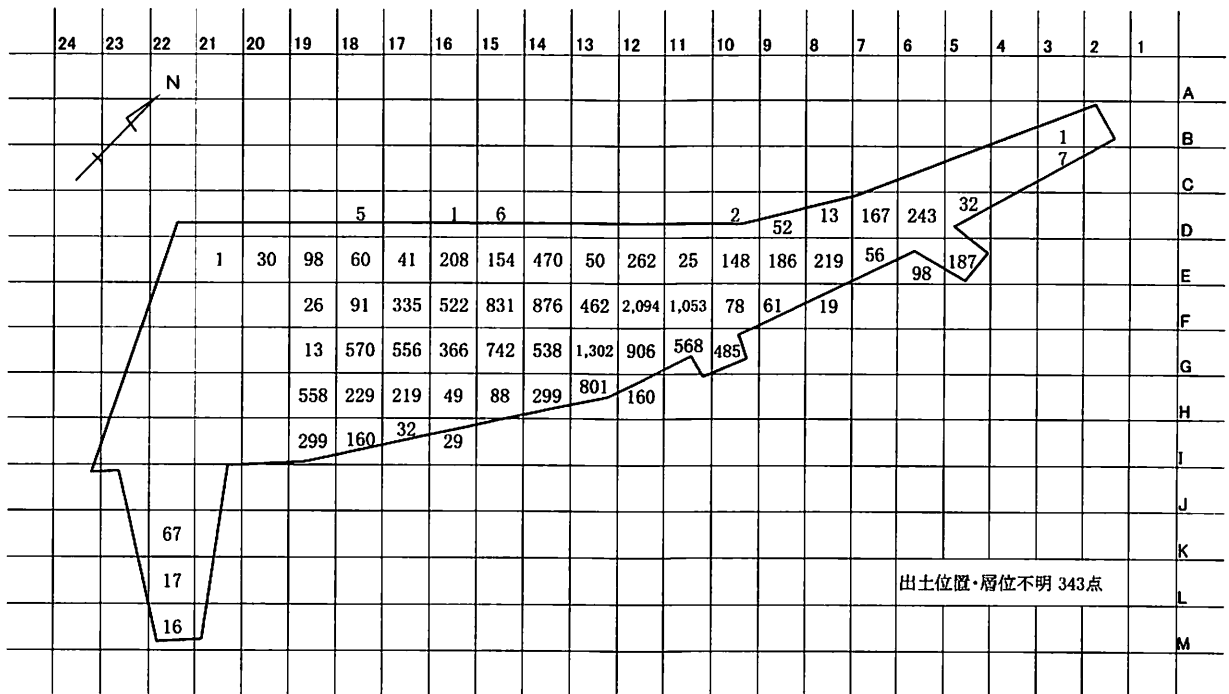 24 23 22 21 20 19 18 17 16 15 14 13 12 11 10 9 8 7 6 5 4 3 2 1
N
A
1
B
7
C
5 1 6 2 52 13 167 243 32
D
1 30 98 60 41 208 154 470 50 262 25 148 186 219 56 98 187
E
26 91 335 522 831 876 462 2,094 1,053 78 61 19
F
13 570 556 366 742 538 1,302 906 568 485
G
558 229 219 49 88 299 801 160
H
299 160 32 29
I
J
67
K
17
出土位置・層位不明 343点
L
16
M